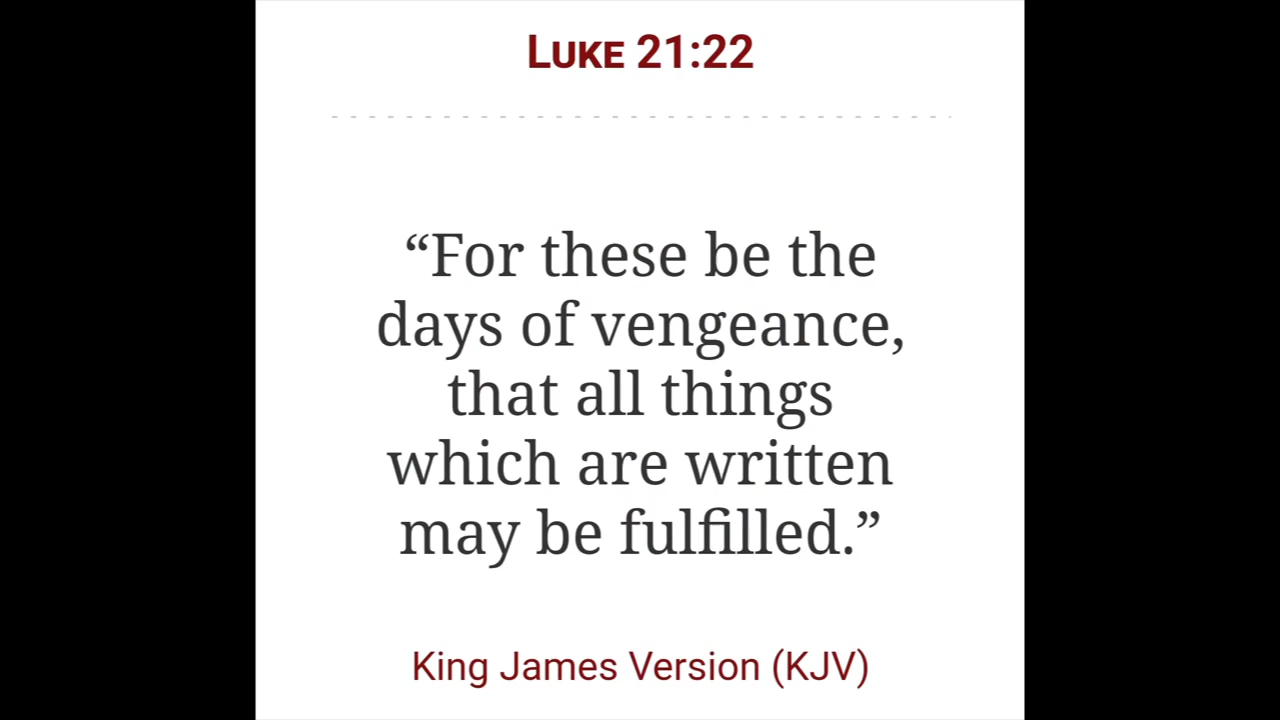 LUKE 21:22
“For these be the
days of vengeance,
that all things
which are written
may be fulfilled.”
King James Version (KJV)